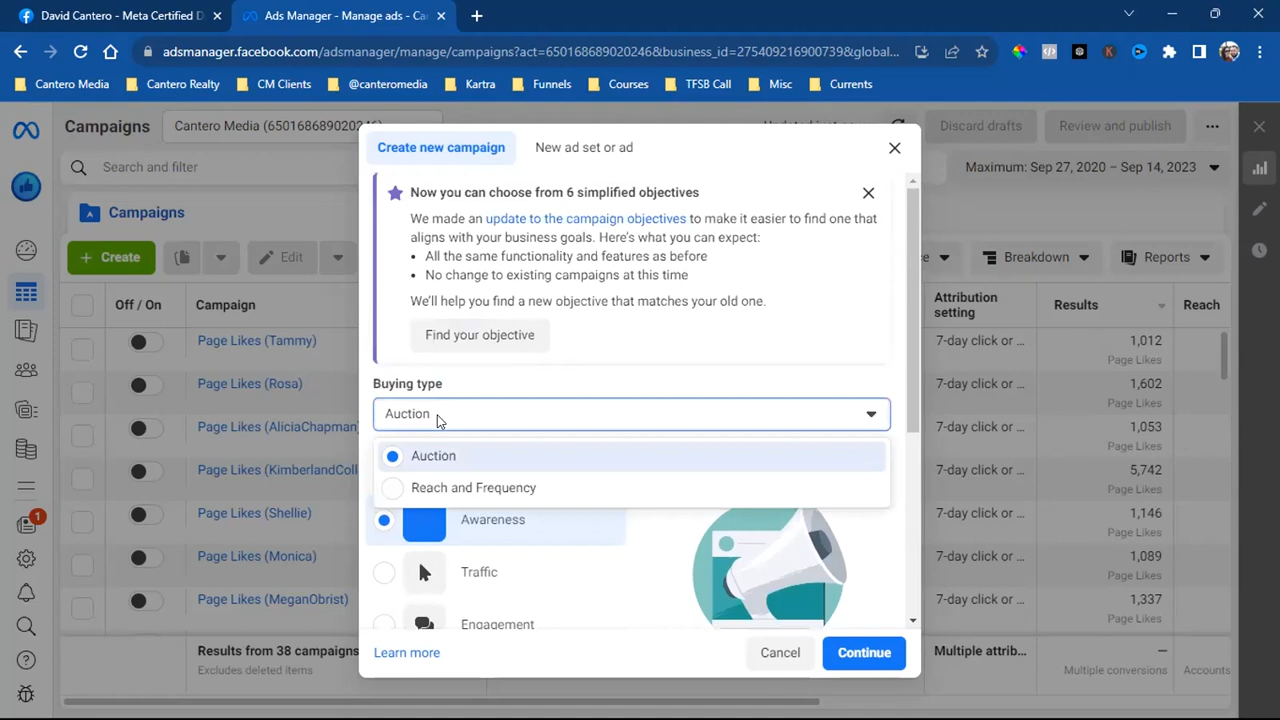 David Cantero - Meta Certified D
Ads Manager - Manage ads - Ca
adsmanager.facebook.com/adsmanager/manage/campaigns?act=650168689020246&business_id=275409216900739&global...
Cantero Media
Cantero Realty
CM Clients
@canteromedia
Kartra
Funnels
Courses
TFSB Call
Misc
Currents
Campaigns
Cantero Media (650168689020246)
Updated just now
Discard drafts
Review and publish
Search and filter
Maximum: Sep 27, 2020 – Sep 14, 2023
Campaigns
+ Create
Edit
Breakdown
Reports
Off / On
Campaign
Attribution
setting
Results
Reach
Page Likes (Tammy)
7-day click or ...
1,012
Page Likes
Page Likes (Rosa)
7-day click or ...
1,602
Page Likes
Page Likes (AliciaChapman)
7-day click or ...
1,053
Page Likes
Page Likes (KimberlandColl
7-day click or ...
5,742
Page Likes
Page Likes (Shellie)
7-day click or ...
1,146
Page Likes
Page Likes (Monica)
7-day click or ...
1,089
Page Likes
Page Likes (MeganObrist)
7-day click or ...
1,337
Page Likes
Results from 38 campaigns
Excludes deleted items
Multiple attrib...
—
Multiple conversions
Accounts
1
Create new campaign
New ad set or ad
Now you can choose from 6 simplified objectives
We made an update to the campaign objectives to make it easier to find one that
aligns with your business goals. Here's what you can expect:
• All the same functionality and features as before
• No change to existing campaigns at this time
We'll help you find a new objective that matches your old one.
Find your objective
Buying type
Auction
Auction
Reach and Frequency
Awareness
Traffic
Engagement
Learn more
Cancel
Continue